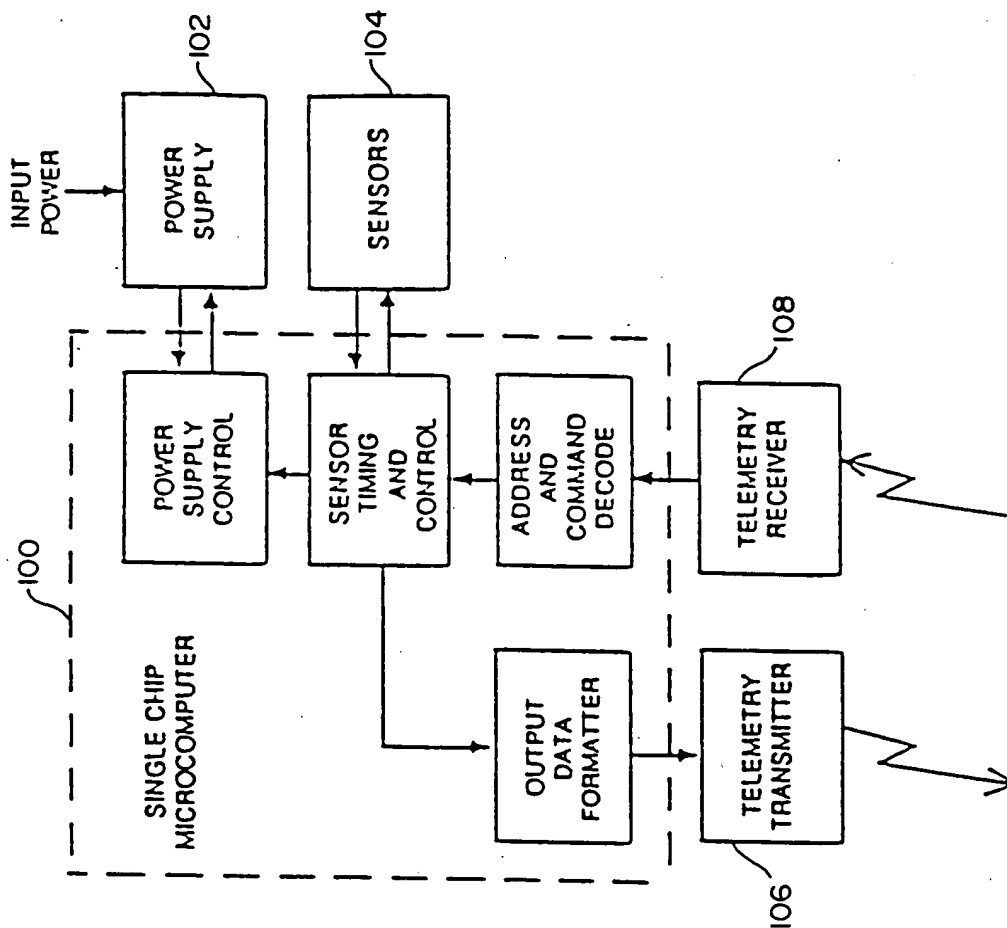 INPUT
POWER
POWER
SUPPLY
102
SENSORS
104
100
SINGLE CHIP
MICROCOMPUTER
POWER
SUPPLY
CONTROL
SENSOR
TIMING
AND
CONTROL
ADDRESS
AND
COMMAND
DECODE
OUTPUT
DATA
FORMATTER
TELEMETRY
TRANSMITTER
106
TELEMETRY
RECEIVER
108